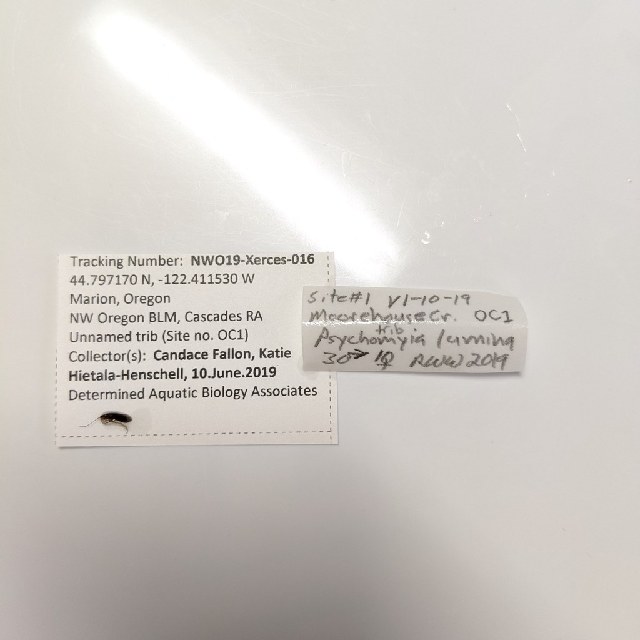 Tracking Number: NWO19-Xerces-016
44.797170 N, -122.411530 W
Marion, Oregon
NW Oregon BLM, Cascades RA
Unnamed trib (Site no. OC1)
Collector(s): Candace Fallon, Katie
Hietala-Henschell, 10.June.2019
Determined Aquatic Biology Associates
Site#1 VI-10-19
Moorehouse Cr. OC1
trib
Psychomyia lumina
3♂ 1♀ RWW 2019